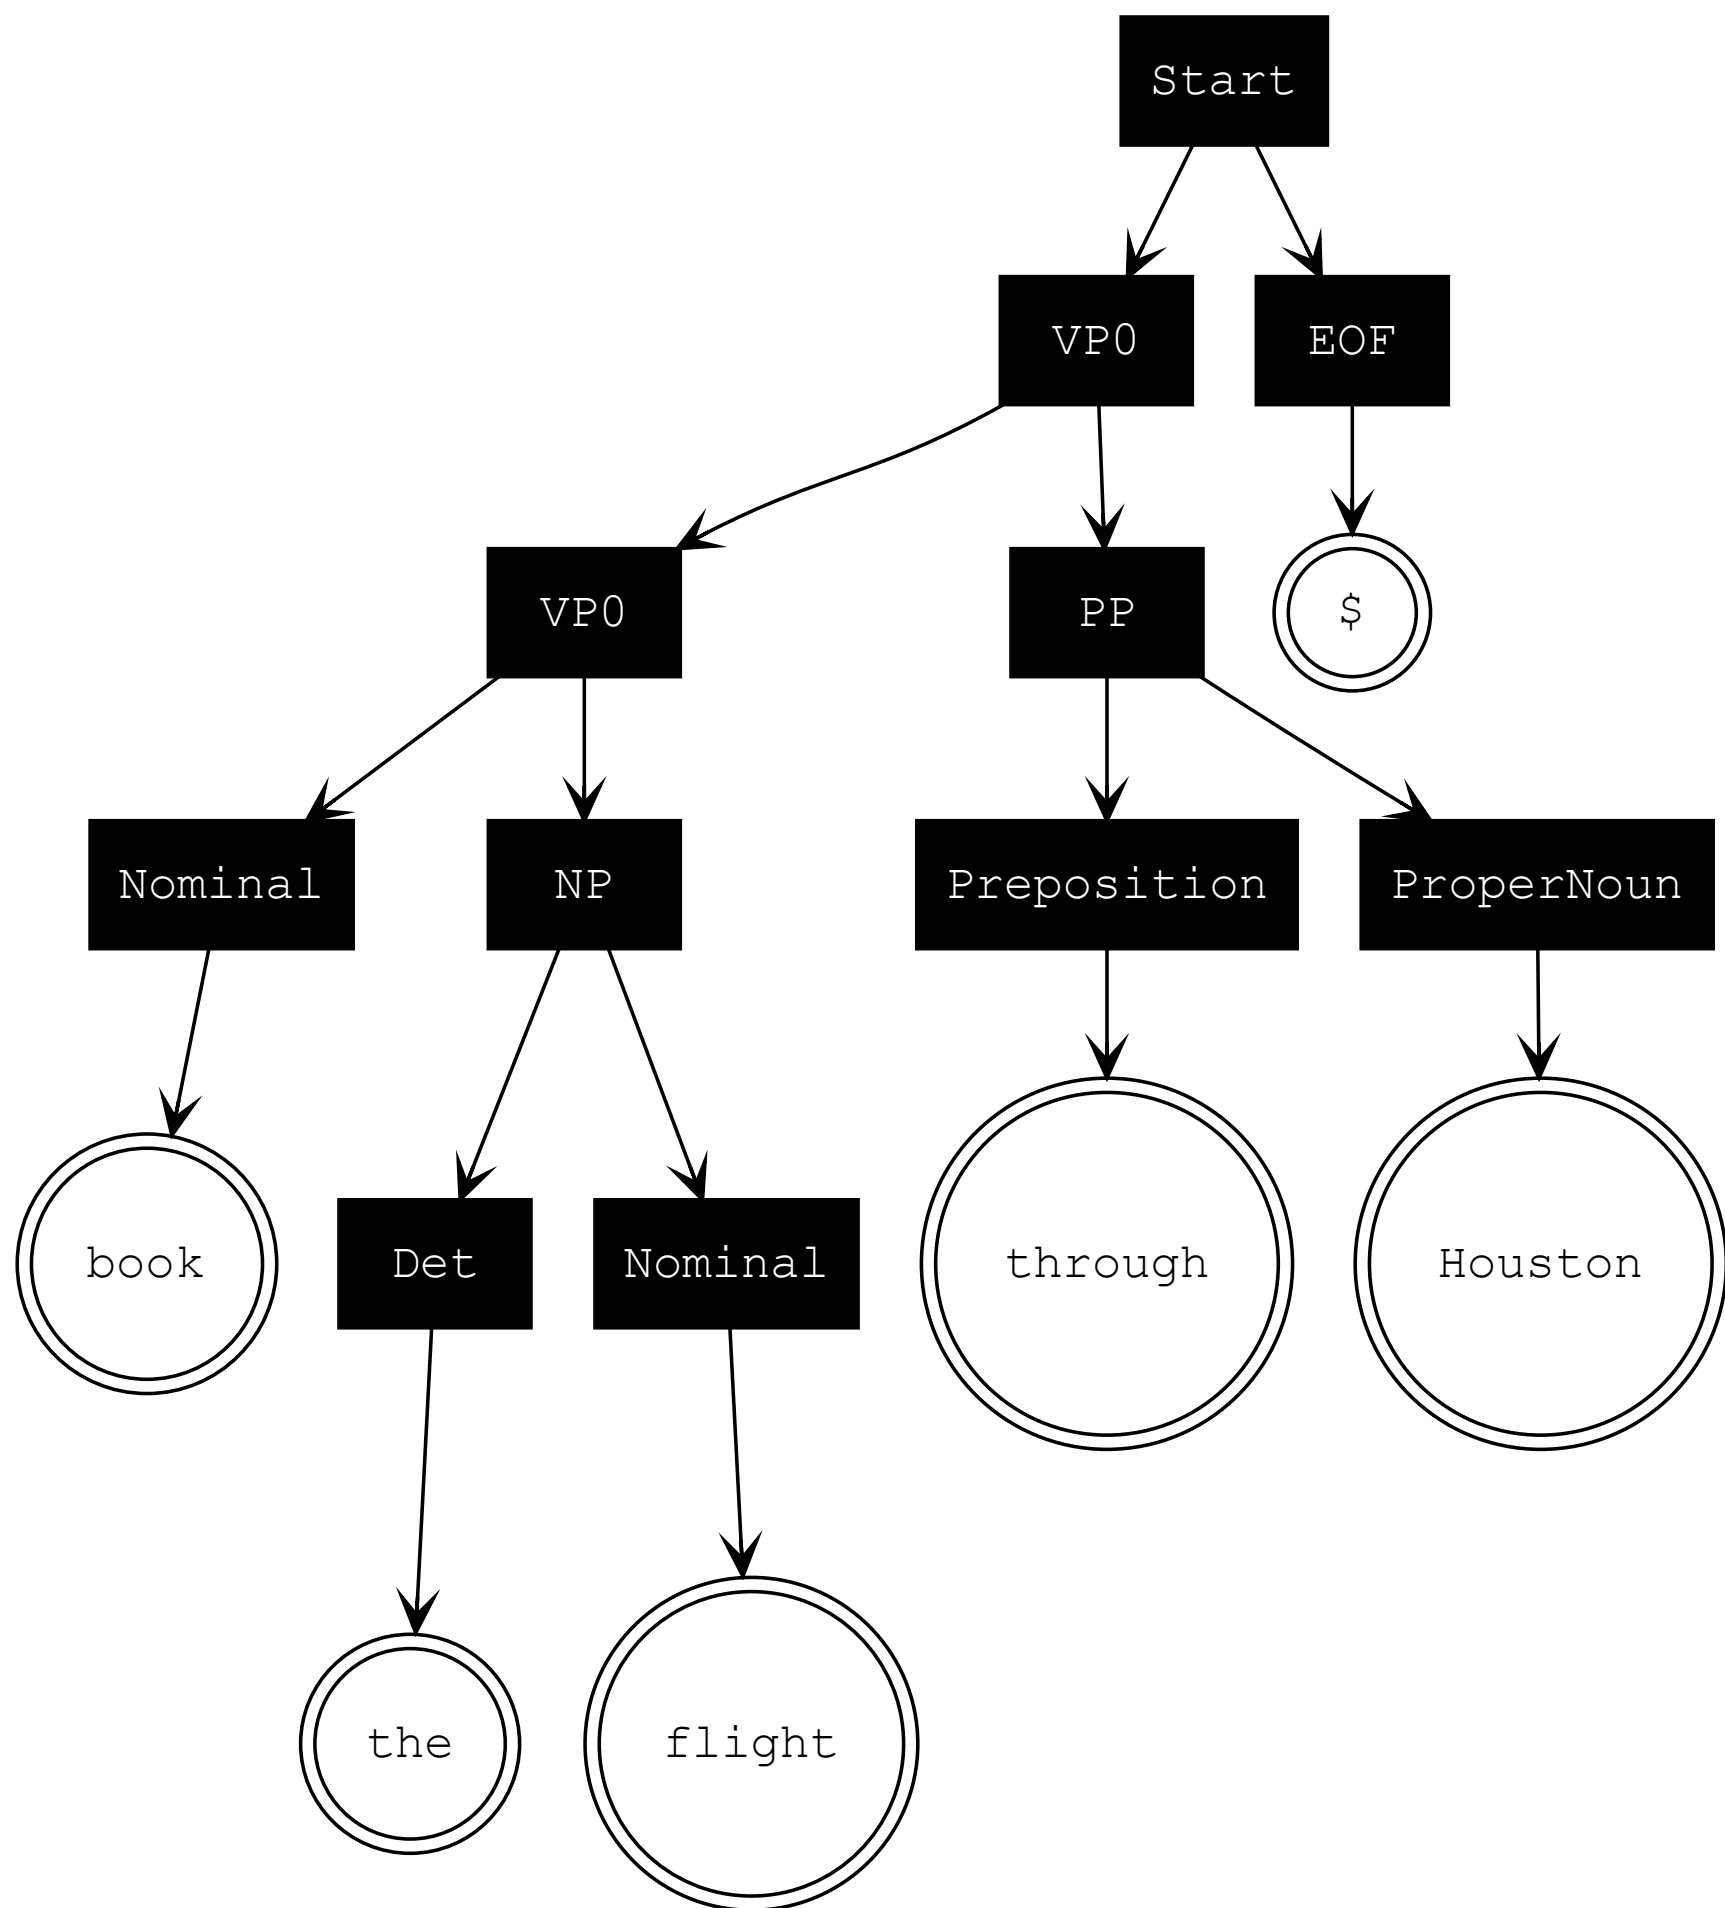 Start
VP0 EOF
VP0 PP $
Nominal NP Preposition ProperNoun
book Det Nominal through Houston
the flight